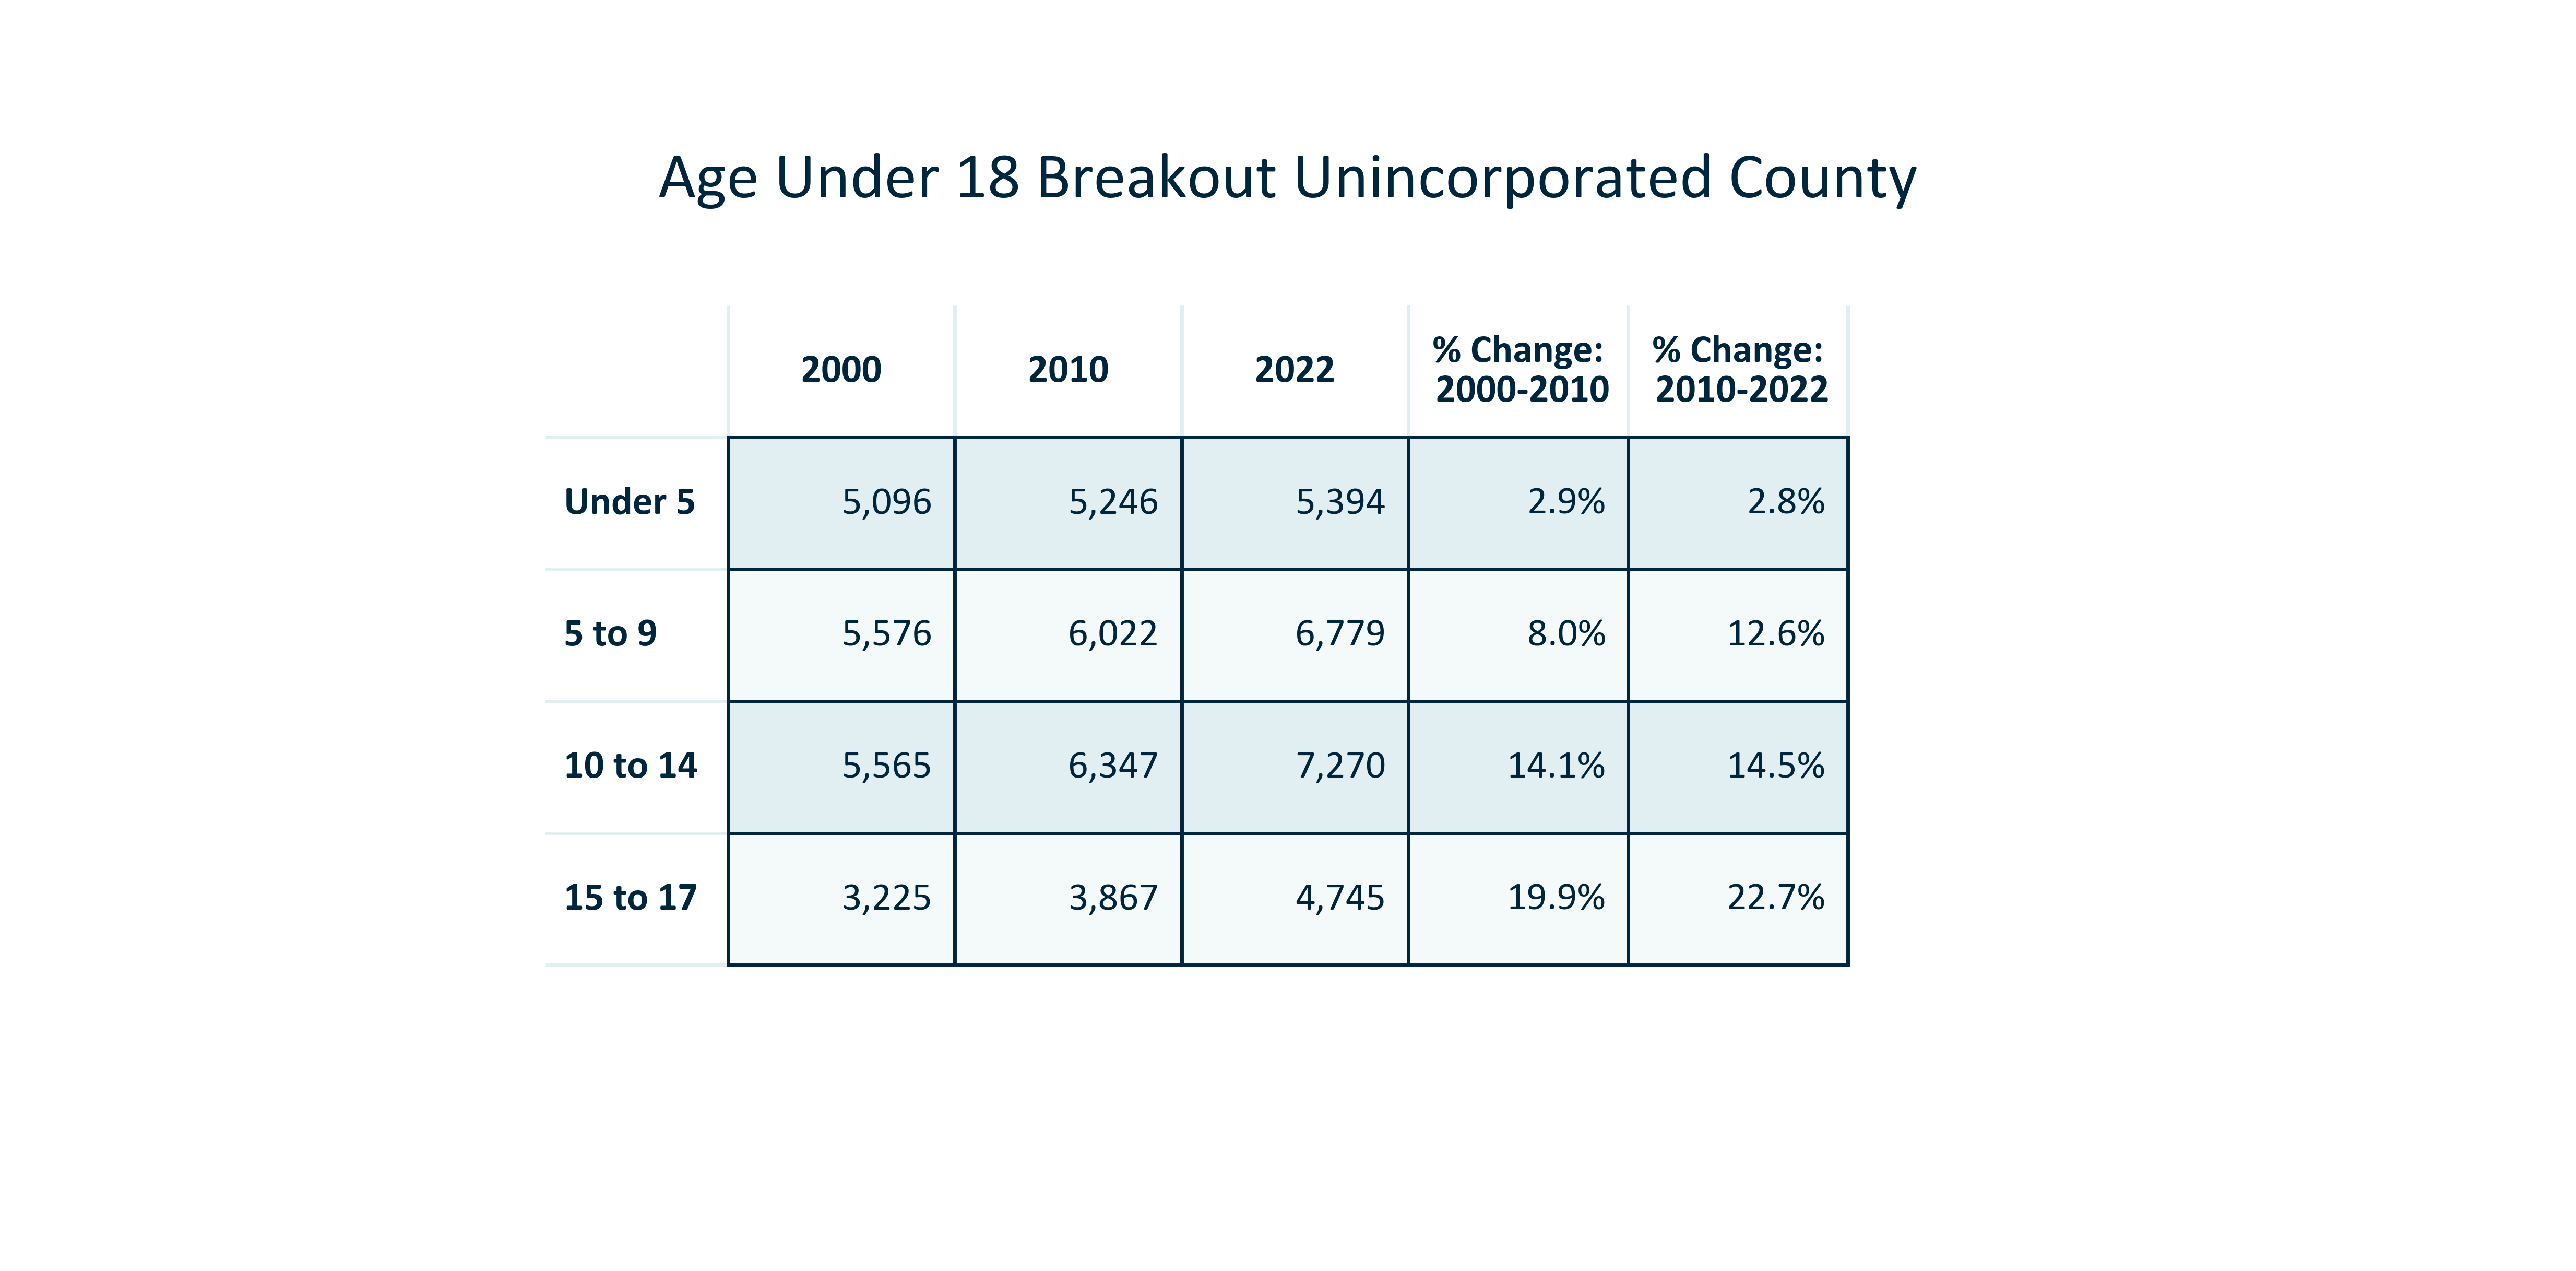 Age Under 18 Breakout Unincorporated County
2000 2010 2022 % Change: 2000-2010 % Change: 2010-2022
Under 5 5,096 5,246 5,394 2.9% 2.8%
5 to 9 5,576 6,022 6,779 8.0% 12.6%
10 to 14 5,565 6,347 7,270 14.1% 14.5%
15 to 17 3,225 3,867 4,745 19.9% 22.7%